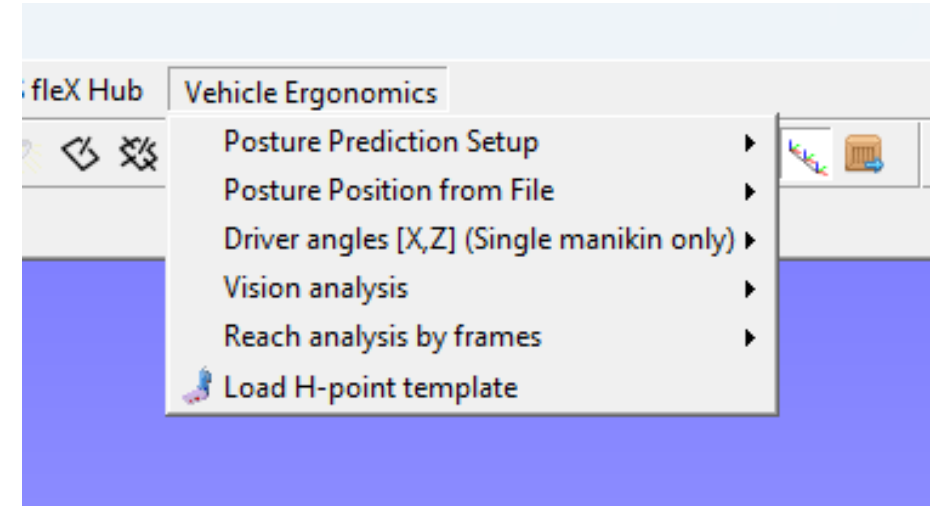 fleX Hub Vehicle Ergonomics
Posture Prediction Setup
Posture Position from File
Driver angles [X,Z] (Single manikin only)
Vision analysis
Reach analysis by frames
Load H-point template